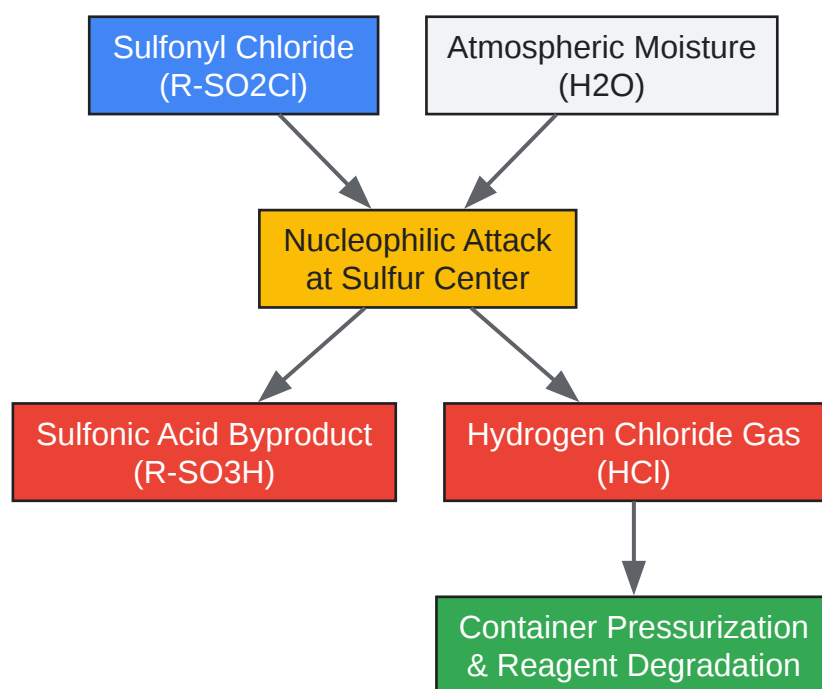 Sulfonyl Chloride
(R-SO2Cl)
Atmospheric Moisture
(H2O)
Nucleophilic Attack
at Sulfur Center
Sulfonic Acid Byproduct
(R-SO3H)
Hydrogen Chloride Gas
(HCl)
Container Pressurization
& Reagent Degradation